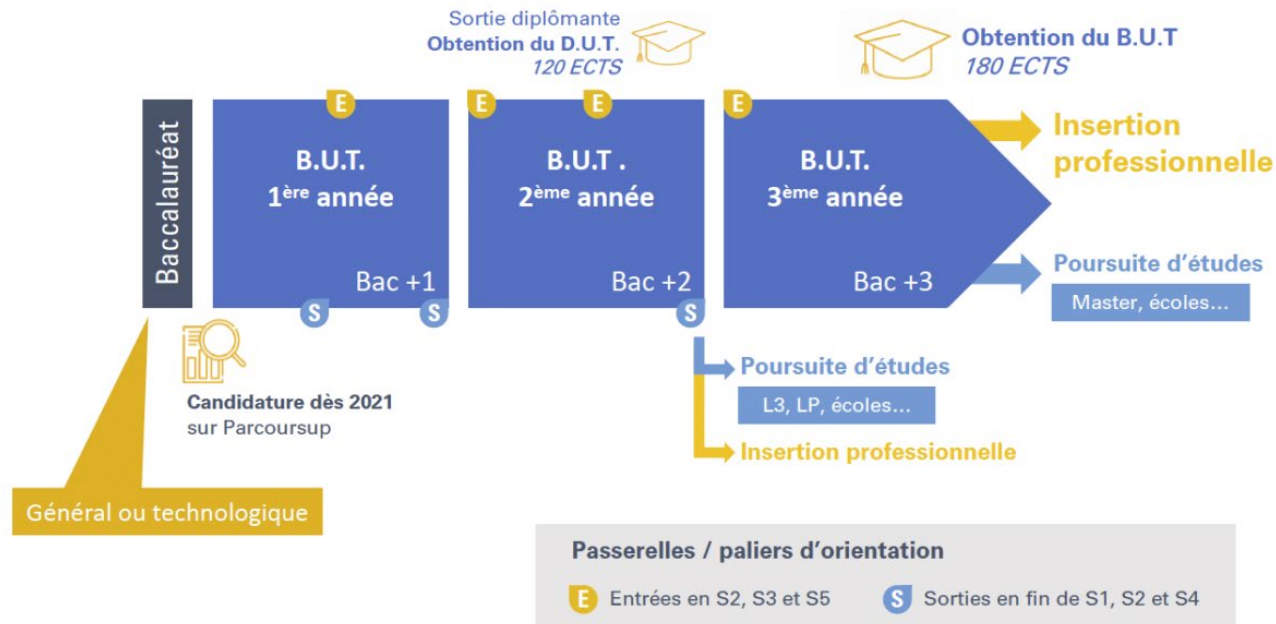 Sortie diplômante
Obtention du D.U.T.
120 ECTS
Obtention du B.U.T
180 ECTS
Baccalauréat
E
B.U.T.
1ère année
Bac +1
S
S
E
E
B.U.T .
2ème année
Bac +2
S
E
B.U.T.
3ème année
Bac +3
Insertion
professionnelle
Poursuite d'études
Master, écoles...
Candidature dès 2021
sur Parcoursup
Poursuite d'études
L3, LP, écoles...
Insertion professionnelle
Général ou technologique
Passerelles / paliers d'orientation
E Entrées en S2, S3 et S5
S Sorties en fin de S1, S2 et S4